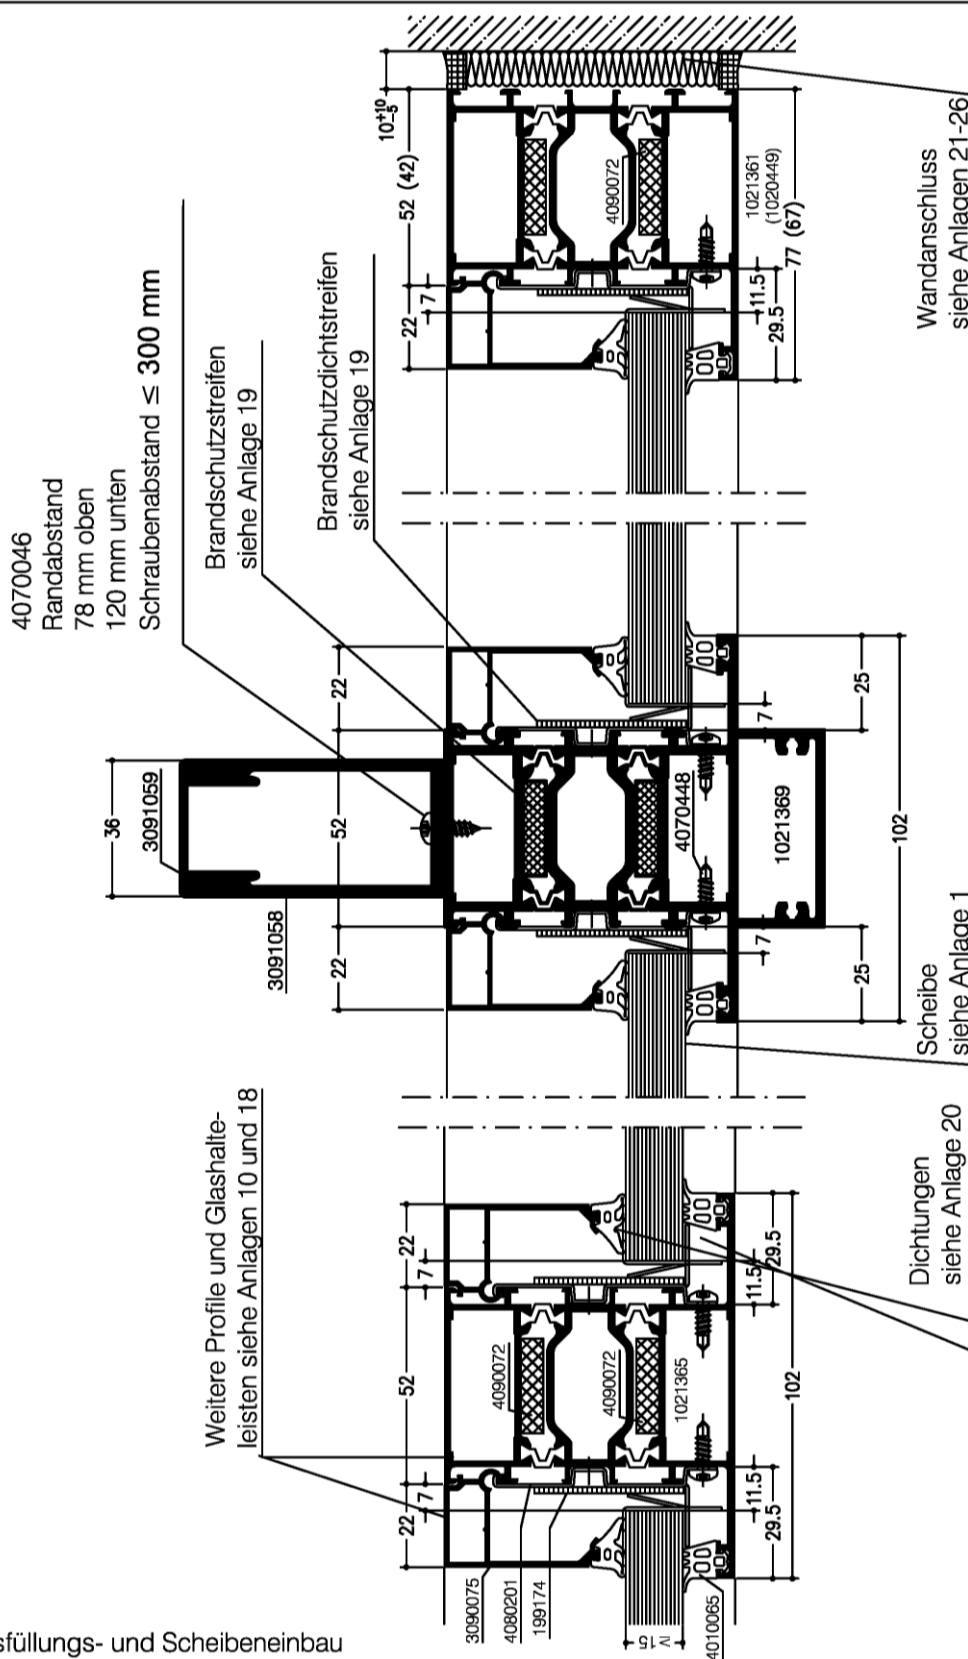 4070046
Randabstand
78 mm oben
120 mm unten
Schraubenabstand ≤ 300 mm
Brandschutzstreifen
siehe Anlage 19
Brandschutzdichtstreifen
siehe Anlage 19
Weitere Profile und Glashalte-
leisten siehe Anlagen 10 und 18
Wandanschluss
siehe Anlagen 21-26
Scheibe
siehe Anlage 1
Dichtungen
siehe Anlage 20
10 +10 -5
52 (42)
7
22
4090072
1021361
(1020449)
77 (67)
11.5
29.5
36
3091059
3091058
22
52
22
4070448
1021369
7
7
25
25
102
22
7
52
7
22
4090072
4090072
1021365
11.5
29.5
11.5
29.5
102
3090075
4080201
199174
≥ 15
4010065
sfüllungs- und Scheibeneinbau